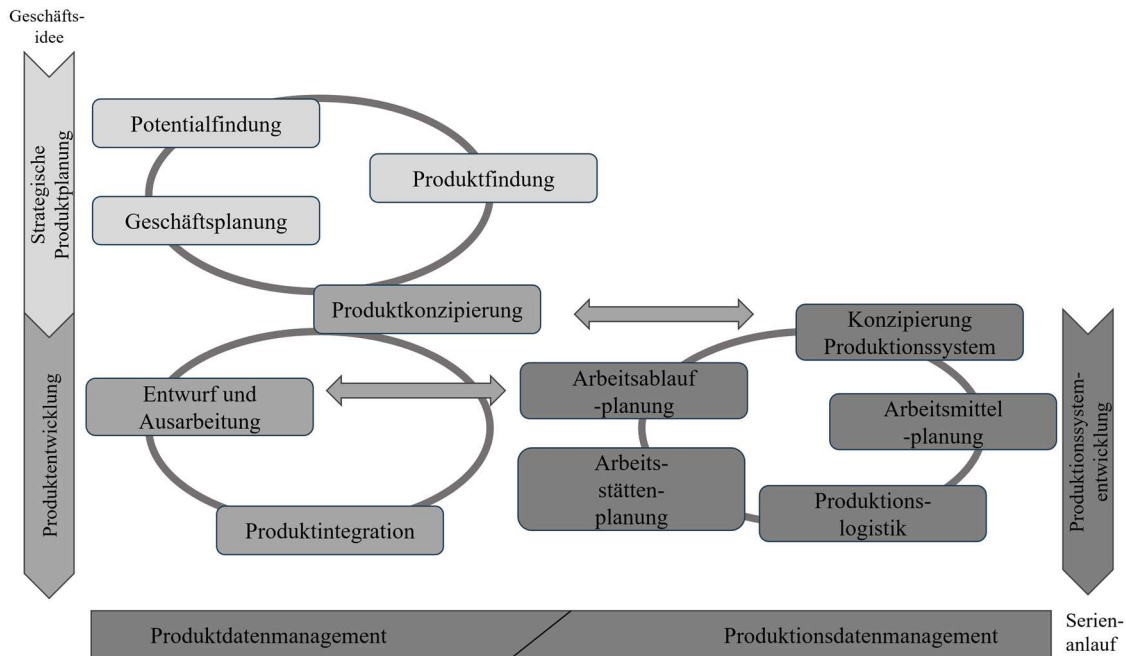 Geschäfts-
idee
Strategische
Produktplanung
Potentialfindung
Produktfindung
Geschäftsplanung
Produktkonzipierung
Konzipierung
Produktionssystem
Produktentwicklung
Entwurf und
Ausarbeitung
Arbeitsablauf
-planung
Arbeitsmittel
-planung
Produktionssystem-
entwicklung
Arbeits-
stätten-
planung
Produktions-
logistik
Produktintegration
Produktdatenmanagement
Produktionsdatenmanagement
Serien-
anlauf